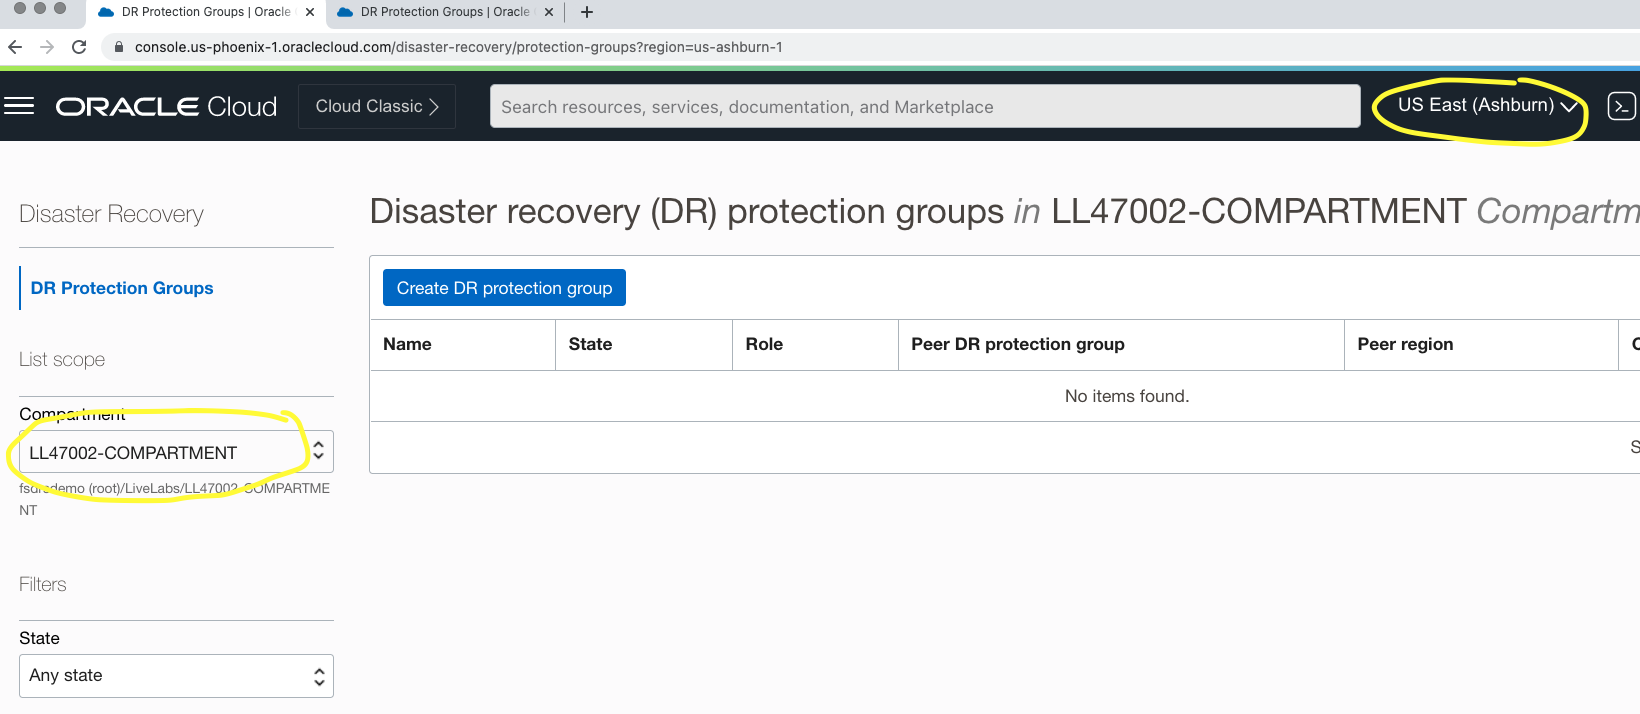 DR Protection Groups | Oracle
DR Protection Groups | Oracle
console.us-phoenix-1.oraclecloud.com/disaster-recovery/protection-groups?region=us-ashburn-1
ORACLE Cloud
Cloud Classic
Search resources, services, documentation, and Marketplace
US East (Ashburn)
Disaster Recovery
DR Protection Groups
List scope
Compartment
LL47002-COMPARTMENT
fsdrsdemo (root)/LiveLabs/LL47002-COMPARTME
NT
Filters
State
Any state
Disaster recovery (DR) protection groups in LL47002-COMPARTMENT Compartm
Create DR protection group
Name State Role Peer DR protection group Peer region
No items found.